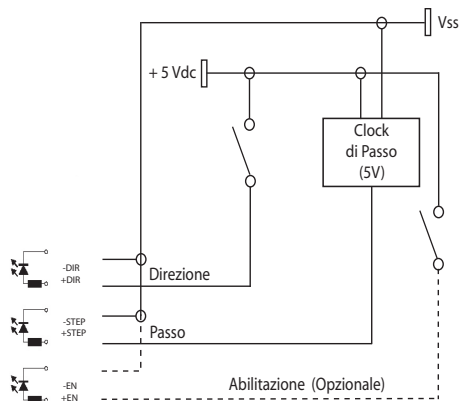 Vss
+ 5 Vdc
Clock
di Passo
(5V)
-DIR
+DIR
Direzione
-STEP
+STEP
Passo
-EN
+EN
Abilitazione (Opzionale)